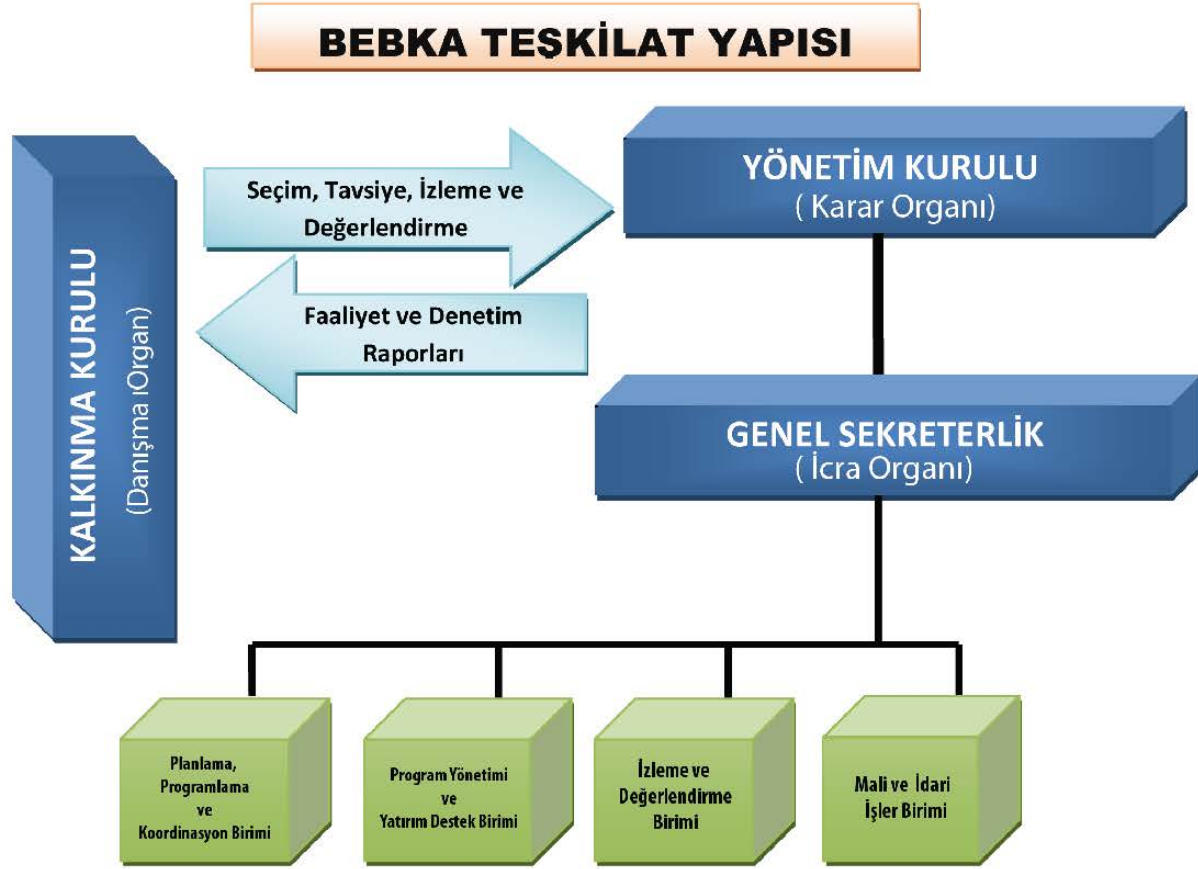 BEBKA TEŞKİLAT YAPISI
KALKINMA KURULU
(Danışma ıOrgan)
Seçim, Tavsiye, İzleme ve
Değerlendirme
Faaliyet ve Denetim
Raporları
YÖNETİM KURULU
( Karar Organı)
GENEL SEKRETERLİK
( İcra Organı)
Planlama,
Programlama
ve
Koordinasyon Birimi
Program Yönetimi
ve
Yatırım Destek Birimi
İzleme ve
Değerlendirme
Birimi
Mali ve İdari
İşler Birimi